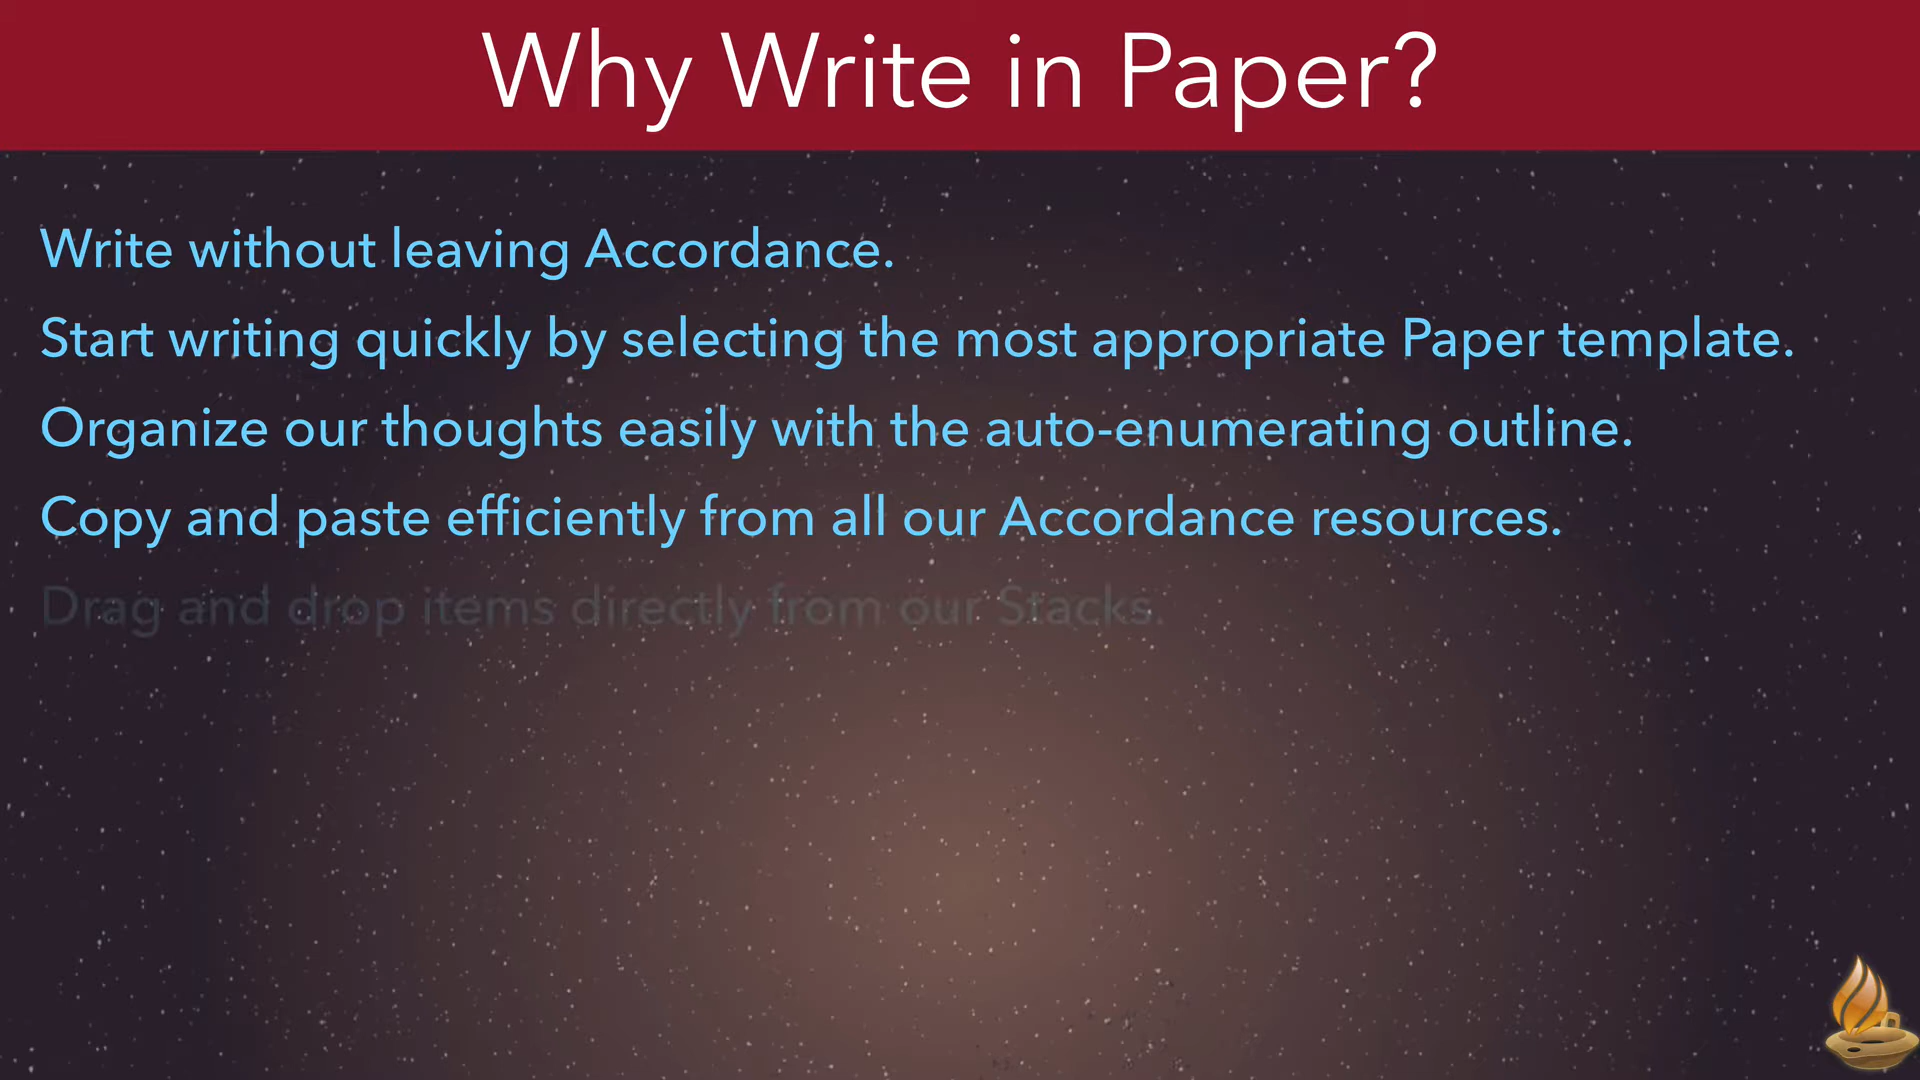 Why Write in Paper?
Write without leaving Accordance.
Start writing quickly by selecting the most appropriate Paper template.
Organize our thoughts easily with the auto-enumerating outline.
Copy and paste efficiently from all our Accordance resources.
Drag and drop items directly from our Stacks.